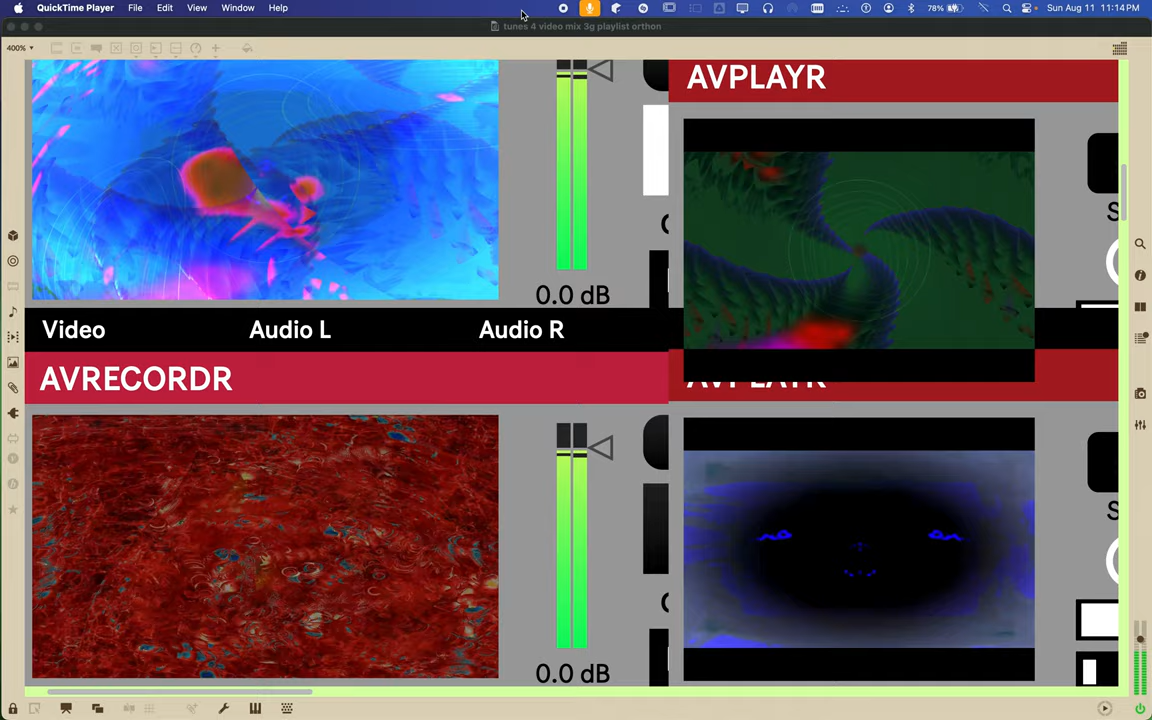 QuickTime Player File Edit View Window Help 78% Sun Aug 11 11:14 PM
tunes 4 video mix 3g playlist orthon
400%
AVPLAYR
0.0 dB
Video Audio L Audio R
AVRECORDR
AVPLAYR
0.0 dB